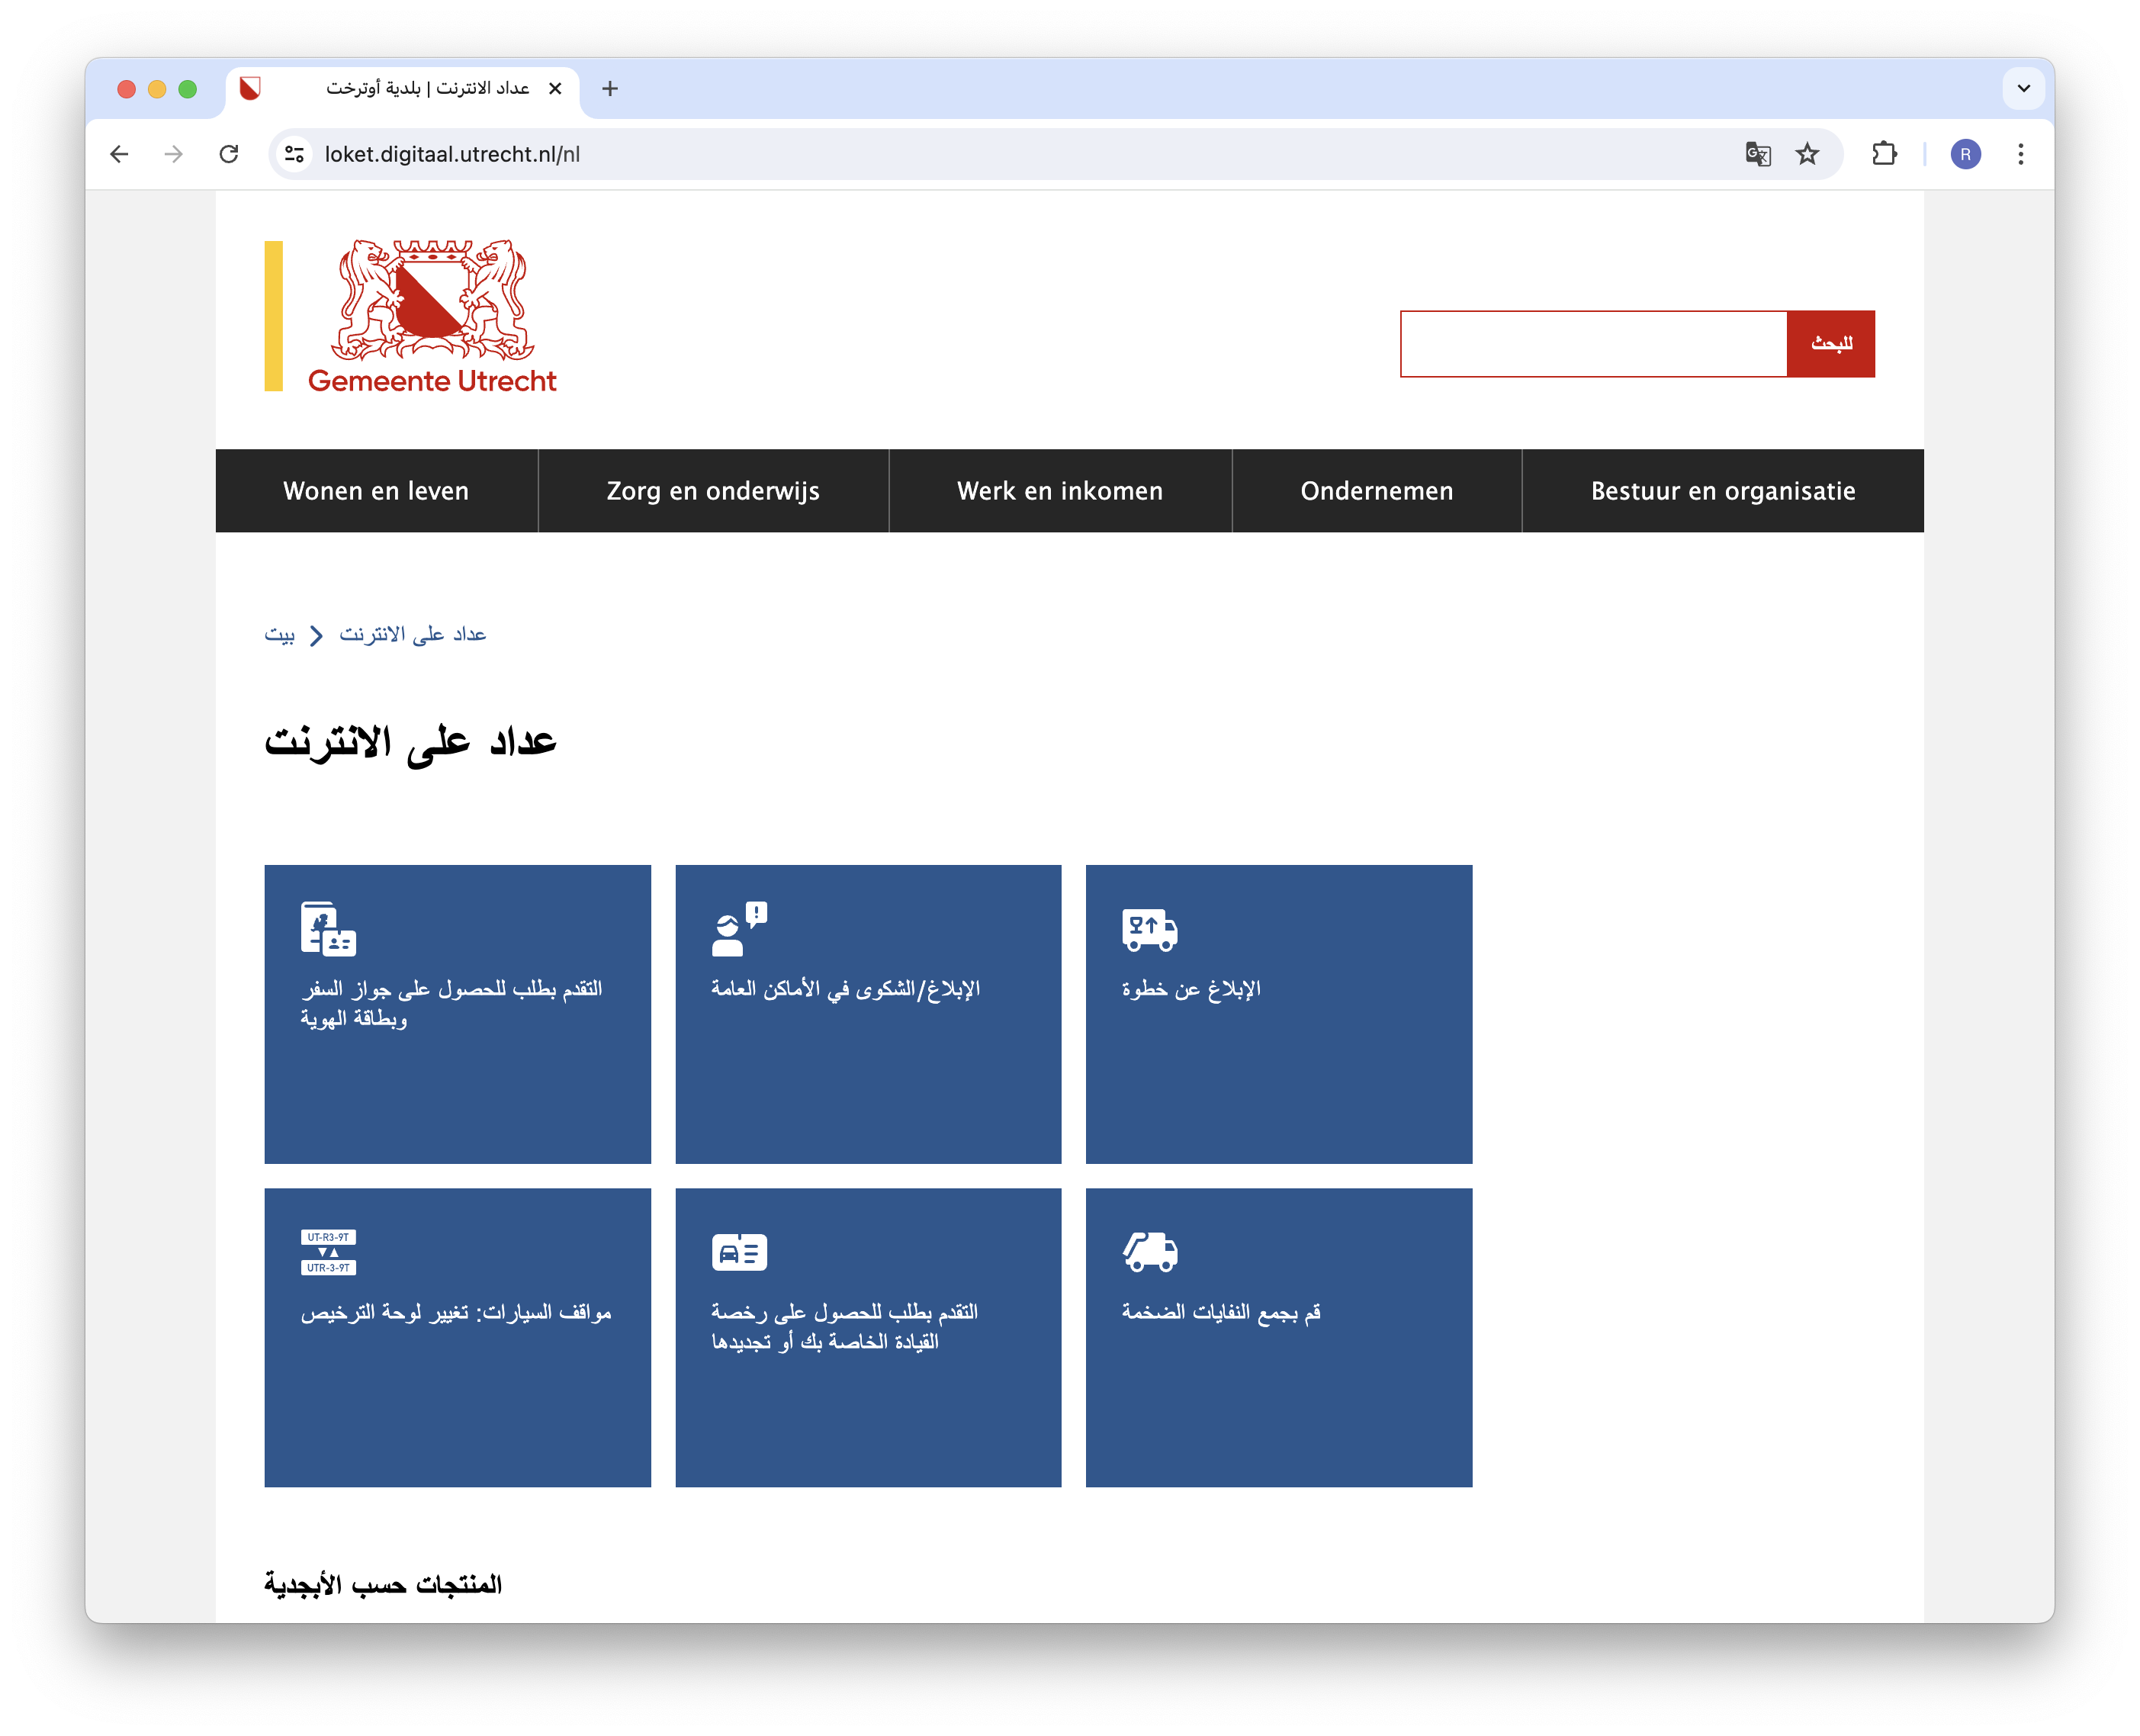 عداد الانترنت | بلدية أوترخت
loket.digitaal.utrecht.nl/nl
R
Gemeente Utrecht
للبحث
Wonen en leven
Zorg en onderwijs
Werk en inkomen
Ondernemen
Bestuur en organisatie
بيت
عداد على الانترنت
عداد على الانترنت
التقدم بطلب للحصول على جواز السفر
وبطاقة الهوية
الإبلاغ/الشكوى في الأماكن العامة
الإبلاغ عن خطوة
UT-R3-9T
UTR-3-9T
مواقف السيارات: تغيير لوحة الترخيص
التقدم بطلب للحصول على رخصة
القيادة الخاصة بك أو تجديدها
قم بجمع النفايات الضخمة
المنتجات حسب الأبجدية